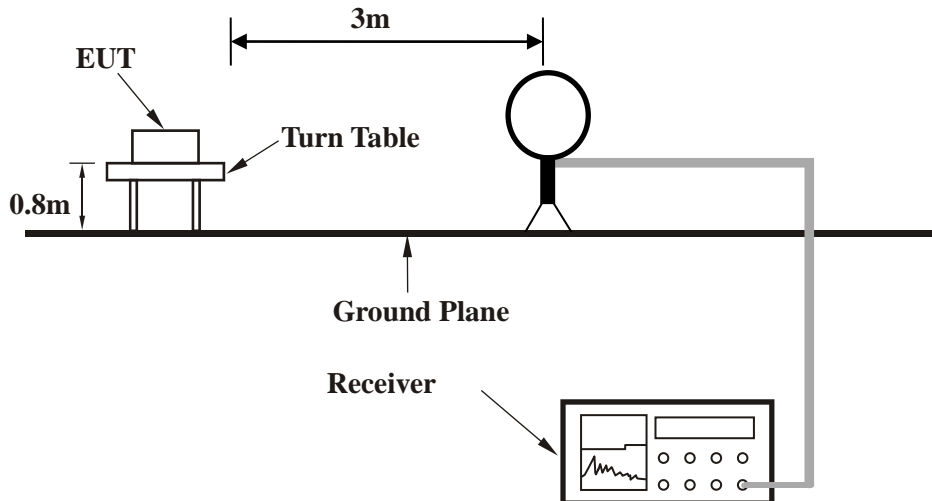 3m
EUT
Turn Table
0.8m
Ground Plane
Receiver